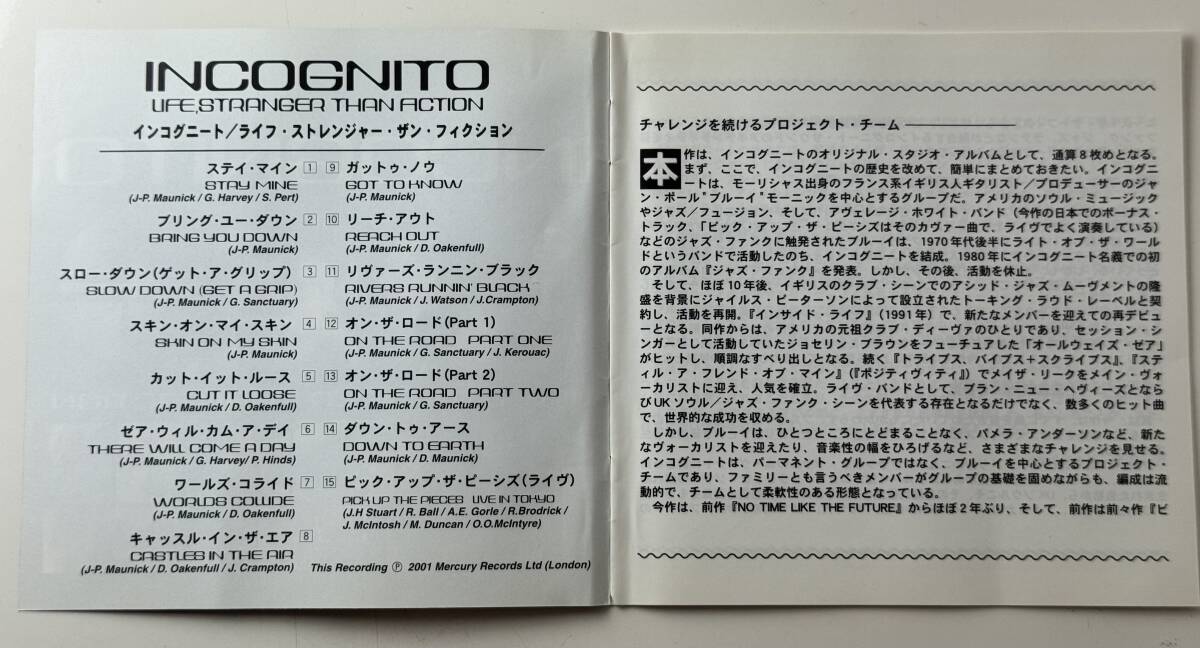 INCOGNITO
LIFE, STRANGER THAN FICTION
インコグニート／ライフ・ストレンジャー・ザン・フィクション
ステイ・マイン 1
STAY MINE
(J-P. Maunick / G. Harvey / S. Pert)
ブリング・ユー・ダウン 2
BRING YOU DOWN
(J-P. Maunick)
スロー・ダウン（ゲット・ア・グリップ） 3
SLOW DOWN (GET A GRIP)
(J-P. Maunick / G. Sanctuary)
スキン・オン・マイ・スキン 4
SKIN ON MY SKIN
(J-P. Maunick)
カット・イット・ルース 5
CUT IT LOOSE
(J-P. Maunick / D. Oakenfull)
ゼア・ウィル・カム・ア・デイ 6
THERE WILL COME A DAY
(J-P. Maunick / G. Harvey/ P. Hinds)
ワールズ・コライド 7
WORLDS COLLIDE
(J-P. Maunick / D. Oakenfull)
キャッスル・イン・ザ・エア 8
CASTLES IN THE AIR
(J-P. Maunick / D. Oakenfull / J. Crampton)
9 ガットゥ・ノウ
GOT TO KNOW
(J-P. Maunick)
10 リーチ・アウト
REACH OUT
(J-P. Maunick / D. Oakenfull)
11 リヴァーズ・ランニン・ブラック
RIVERS RUNNIN' BLACK
(J-P. Maunick / J. Watson / J.Crampton)
12 オン・ザ・ロード（Part 1）
ON THE ROAD PART ONE
(J-P. Maunick / G. Sanctuary / J. Kerouac)
13 オン・ザ・ロード（Part 2）
ON THE ROAD PART TWO
(J-P. Maunick / G. Sanctuary)
14 ダウン・トゥ・アース
DOWN TO EARTH
(J-P. Maunick / D. Maunick)
15 ピック・アップ・ザ・ピーシズ（ライヴ）
PICK UP THE PIECES LIVE IN TOKYO
(J.H Stuart / R. Ball / A.E. Gorle / R.Brodrick /
J. McIntosh / M. Duncan / O.O.McIntyre)
This Recording ℗ 2001 Mercury Records Ltd (London)
チャレンジを続けるプロジェクト・チーム
本作は、インコグニートのオリジナル・スタジオ・アルバムとして、通算８枚めとなる。
まず、ここで、インコグニートの歴史を改めて、簡単にまとめておきたい。インコグニ
ートは、モーリシャス出身のフランス系イギリス人ギタリスト／プロデューサーのジャ
ン・ポール“ブルーイ”モーニックを中心とするグループだ。アメリカのソウル・ミュージック
やジャズ／フュージョン、そして、アヴェレージ・ホワイト・バンド（今作の日本でのボーナス・
トラック、「ピック・アップ・ザ・ピーシズはそのカヴァー曲で、ライヴでよく演奏している）
などのジャズ・ファンクに触発されたブルーイは、1970年代後半にライト・オブ・ザ・ワール
ドというバンドで活動したのち、インコグニートを結成。1980年にインコグニート名義での初
のアルバム『ジャズ・ファンク』を発表。しかし、その後、活動を休止。
そして、ほぼ10年後、イギリスのクラブ・シーンでのアシッド・ジャズ・ムーヴメントの隆
盛を背景にジャイルス・ピーターソンによって設立されたトーキング・ラウド・レーベルと契
約し、活動を再開。『インサイド・ライフ』（1991年）で、新たなメンバーを迎えての再デビュ
ーとなる。同作からは、アメリカの元祖クラブ・ディーヴァのひとりであり、セッション・シ
ンガーとして活動していたジョセリン・ブラウンをフューチュアした「オールウェイズ・ゼア」
がヒットし、順調なすべり出しとなる。続く『トライブス、バイブス＋スクライブス』、『ステ
ィル・ア・フレンド・オブ・マイン』（『ポジティヴィティ』）でメイザ・リークをメイン・ヴォ
ーカリストに迎え、人気を確立。ライヴ・バンドとして、ブラン・ニュー・ヘヴィーズとなら
びUKソウル／ジャズ・ファンク・シーンを代表する存在となるだけでなく、数多くのヒット曲
で、世界的な成功を収める。
しかし、ブルーイは、ひとつところにとどまることなく、パメラ・アンダーソンなど、新た
なヴォーカリストを迎えたり、音楽性の幅をひろげるなど、さまざまなチャレンジを見せる。
インコグニートは、パーマネント・グループではなく、ブルーイを中心とするプロジェクト・
チームであり、ファミリーとも言うべきメンバーがグループの基礎を固めながらも、編成は流
動的で、チームとして柔軟性のある形態となっている。
今作は、前作『NO TIME LIKE THE FUTURE』からほぼ２年ぶり、そして、前作は前々作『ビ